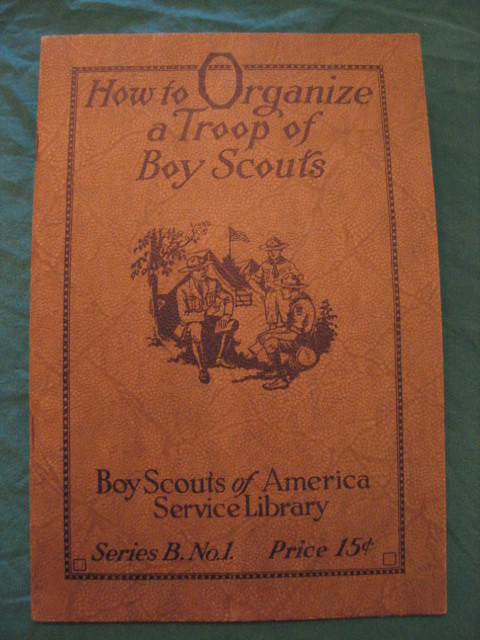 How to Organize
a Troop of
Boy Scouts
Boy Scouts of America
Service Library
Series B. No.1. Price 15¢